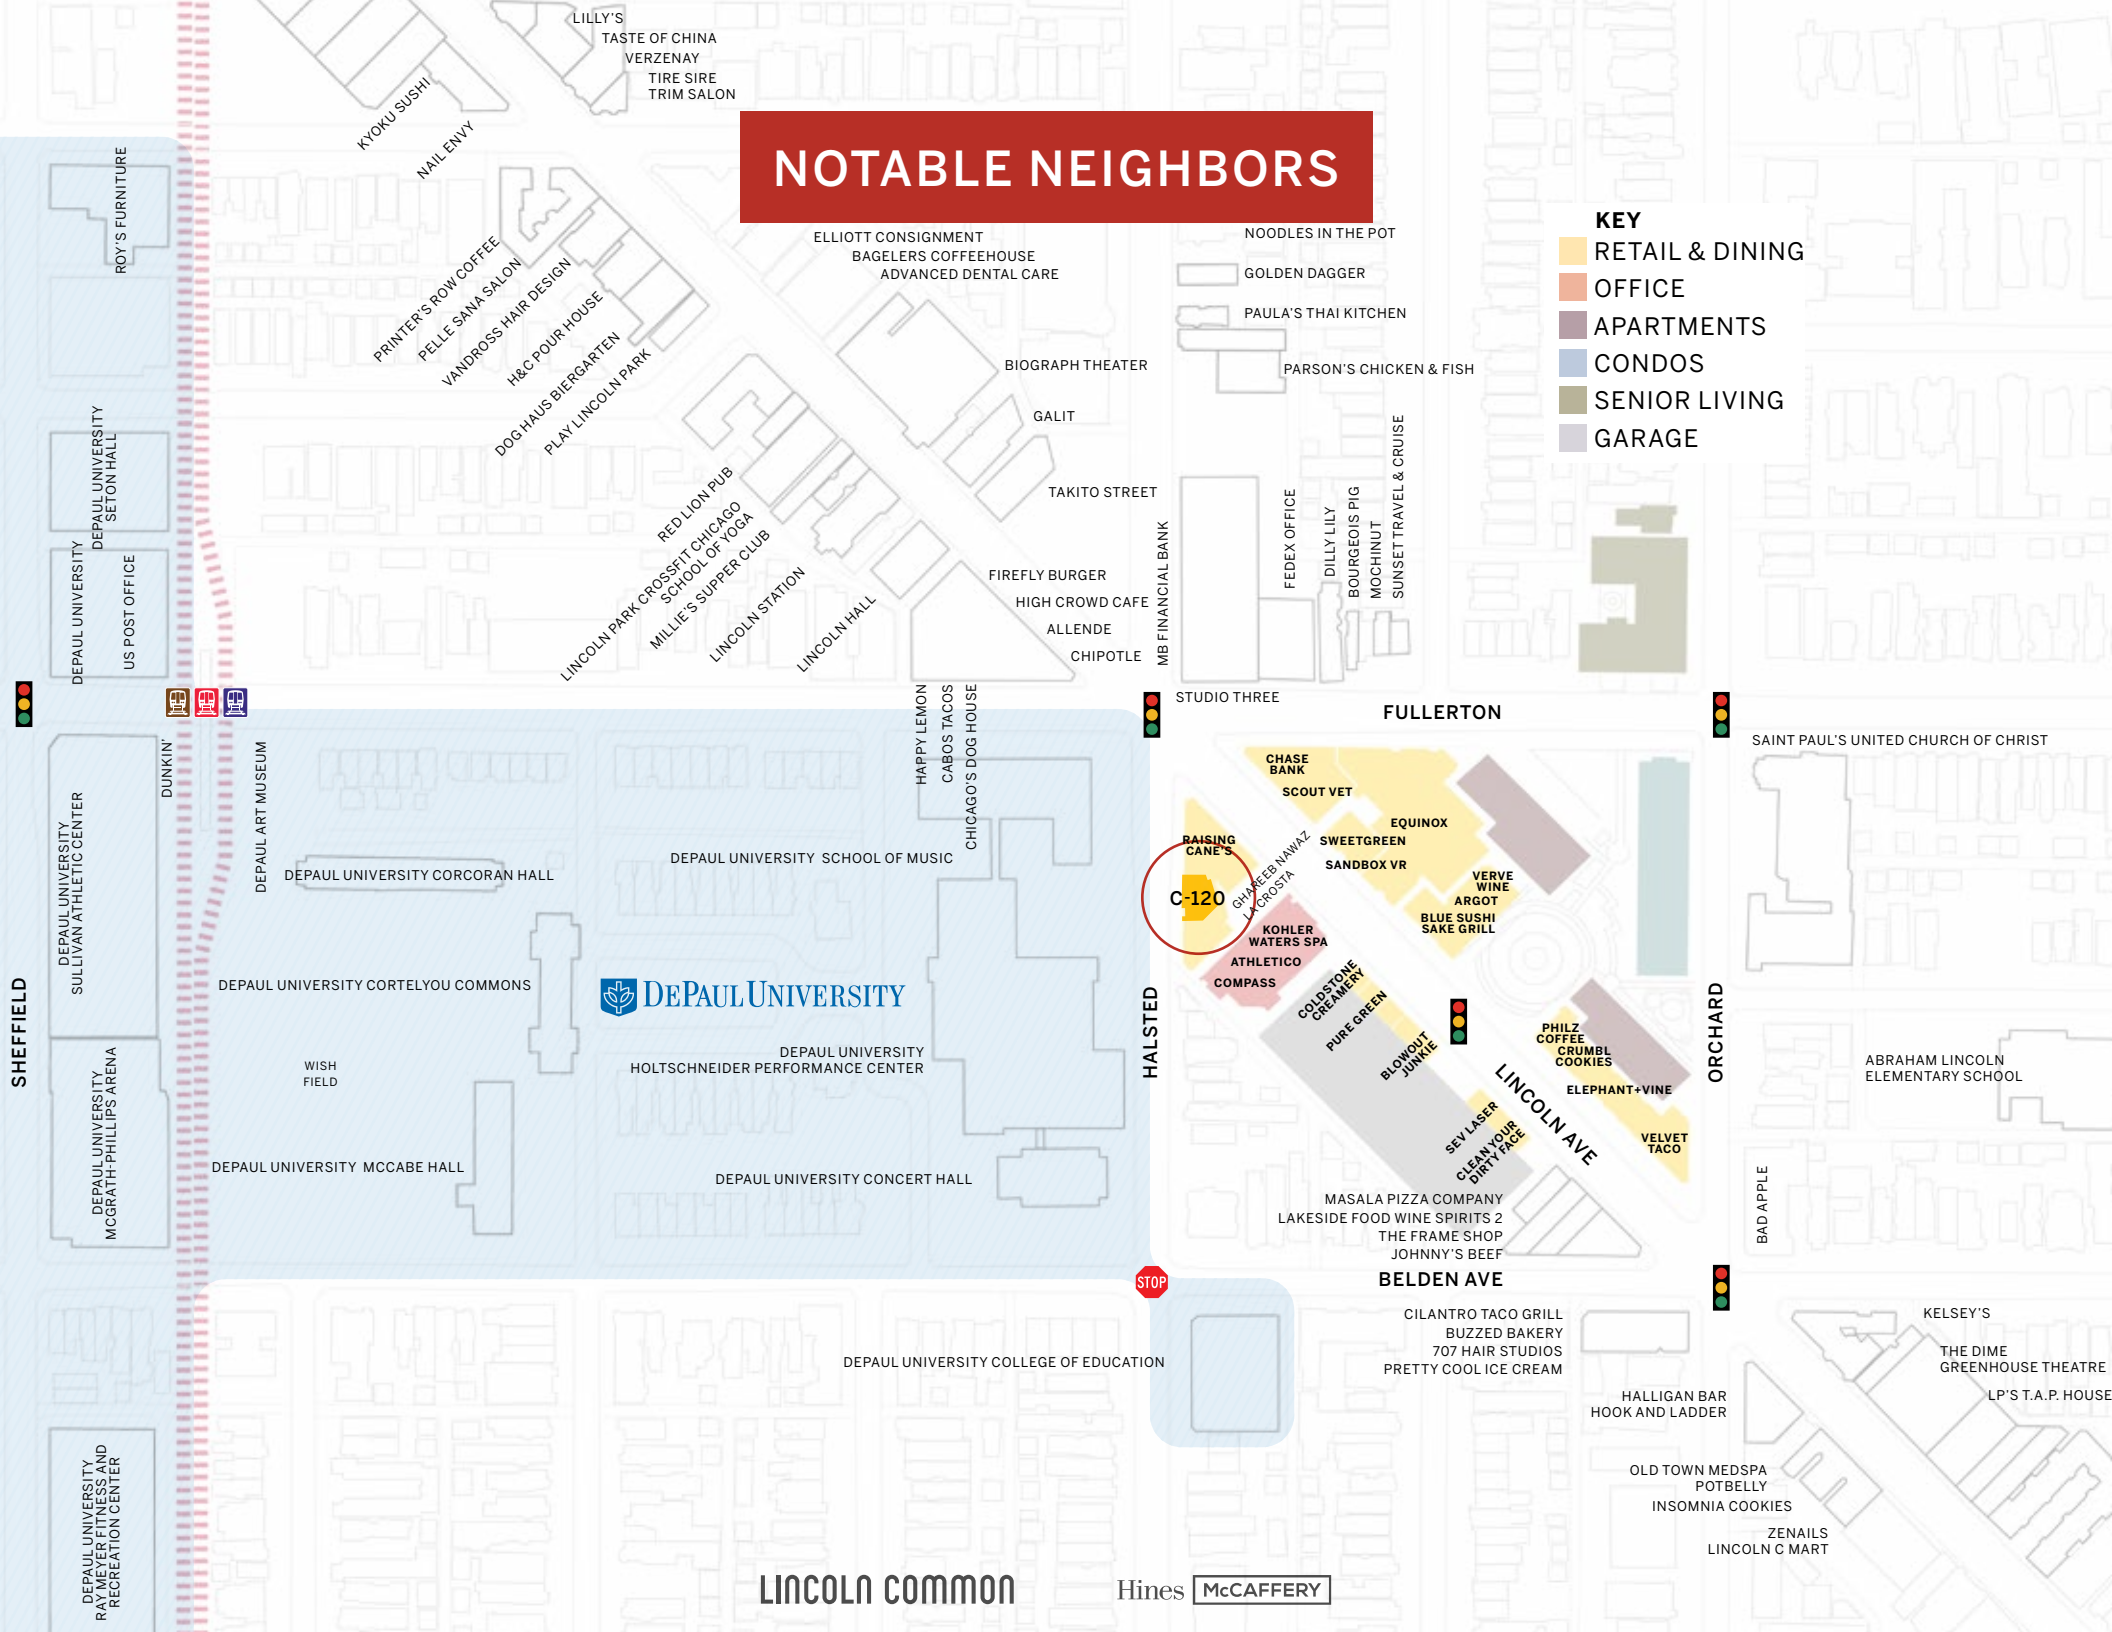 LILLY'S
TASTE OF CHINA
VERZENAY
TIRE SIRE
TRIM SALON
KYOKU SUSHI
NAIL ENVY
NOTABLE NEIGHBORS
ROY'S FURNITURE
PRINTER'S ROW COFFEE
PELLE SANA SALON
VANDROSS HAIR DESIGN
H&C POUR HOUSE
DOG HAUS BIERGARTEN
PLAY LINCOLN PARK
ELLIOTT CONSIGNMENT
BAGELERS COFFEEHOUSE
ADVANCED DENTAL CARE
NOODLES IN THE POT
GOLDEN DAGGER
PAULA'S THAI KITCHEN
PARSON'S CHICKEN & FISH
KEY
RETAIL & DINING
OFFICE
APARTMENTS
CONDOS
SENIOR LIVING
GARAGE
BIOGRAPH THEATER
GALIT
TAKITO STREET
DEPAUL UNIVERSITY
SETON HALL
DEPAUL UNIVERSITY
US POST OFFICE
RED LION PUB
LINCOLN PARK CROSSFIT CHICAGO
SCHOOL OF YOGA
MILLIE'S SUPPER CLUB
LINCOLN STATION
LINCOLN HALL
FIREFLY BURGER
HIGH CROWD CAFE
ALLENDE
CHIPOTLE
MB FINANCIAL BANK
FEDEX OFFICE
DILLY LILY
BOURGEOIS PIG
MOCHINUT
SUNSET TRAVEL & CRUISE
STUDIO THREE
FULLERTON
SAINT PAUL'S UNITED CHURCH OF CHRIST
HAPPY LEMON
CABOS TACOS
CHICAGO'S DOG HOUSE
DUNKIN'
DEPAUL ART MUSEUM
DEPAUL UNIVERSITY
SULLIVAN ATHLETIC CENTER
DEPAUL UNIVERSITY CORCORAN HALL
DEPAUL UNIVERSITY SCHOOL OF MUSIC
CHASE
BANK
SCOUT VET
EQUINOX
SWEETGREEN
SANDBOX VR
RAISING
CANE'S
C-120
GHAREEB NAWAZ
LA CROSTA
VERVE
WINE
ARGOT
BLUE SUSHI
SAKE GRILL
KOHLER
WATERS SPA
ATHLETICO
COMPASS
COLDSTONE
CREAMERY
PURE GREEN
BLOWOUT
JUNKIE
SEV LASER
CLEAN YOUR
DIRTY FACE
LINCOLN AVE
PHILZ
COFFEE
CRUMBL
COOKIES
ELEPHANT+VINE
VELVET
TACO
SHEFFIELD
HALSTED
ORCHARD
DEPAUL UNIVERSITY CORTELYOU COMMONS
DEPAUL UNIVERSITY
WISH
FIELD
DEPAUL UNIVERSITY
HOLTSCHNEIDER PERFORMANCE CENTER
DEPAUL UNIVERSITY
MCGRATH-PHILLIPS ARENA
DEPAUL UNIVERSITY MCCABE HALL
DEPAUL UNIVERSITY CONCERT HALL
ABRAHAM LINCOLN
ELEMENTARY SCHOOL
BAD APPLE
MASALA PIZZA COMPANY
LAKESIDE FOOD WINE SPIRITS 2
THE FRAME SHOP
JOHNNY'S BEEF
STOP
BELDEN AVE
CILANTRO TACO GRILL
BUZZED BAKERY
707 HAIR STUDIOS
PRETTY COOL ICE CREAM
DEPAUL UNIVERSITY COLLEGE OF EDUCATION
KELSEY'S
THE DIME
GREENHOUSE THEATRE
LP'S T.A.P. HOUSE
HALLIGAN BAR
HOOK AND LADDER
OLD TOWN MEDSPA
POTBELLY
INSOMNIA COOKIES
ZENAILS
LINCOLN C MART
DEPAUL UNIVERSITY
RAY MEYER FITNESS AND
RECREATION CENTER
LINCOLN COMMON
Hines
McCAFFERY